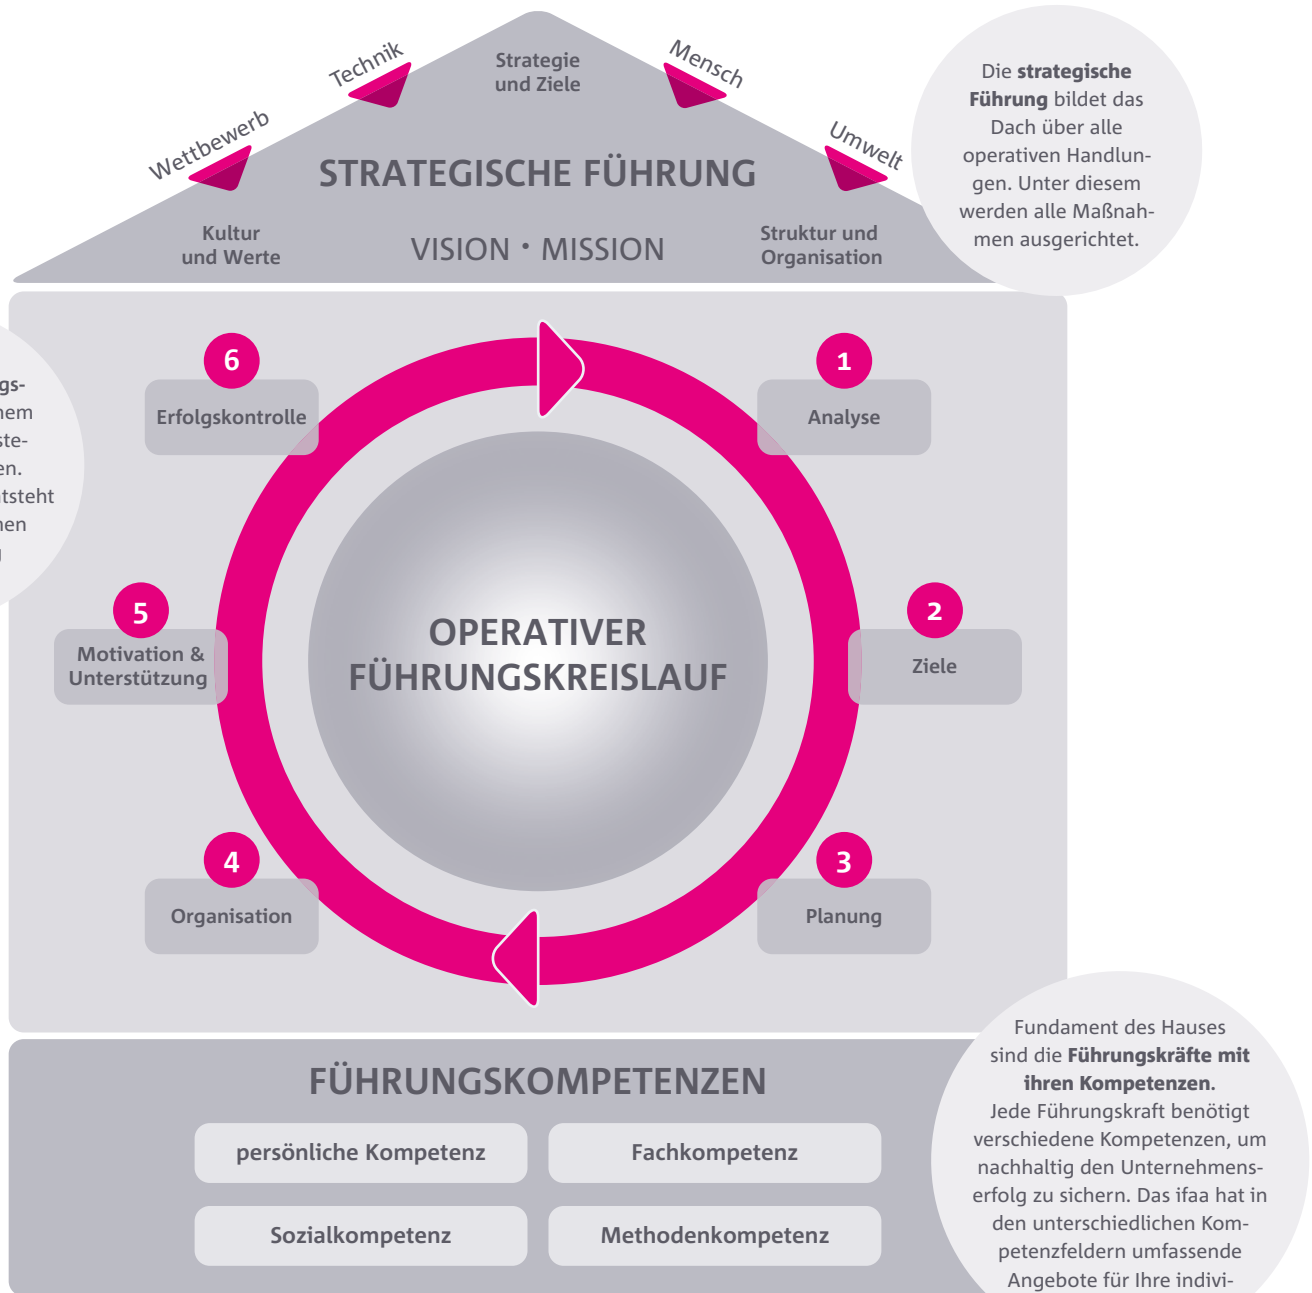 Technik
Mensch
Wettbewerb
Umwelt
Strategie
und Ziele
STRATEGISCHE FÜHRUNG
Kultur
und Werte
VISION · MISSION
Struktur und
Organisation
Die strategische
Führung bildet das
Dach über alle
operativen Handlun-
gen. Unter diesem
werden alle Maßnah-
men ausgerichtet.
6
Erfolgskontrolle
1
Analyse
5
Motivation &
Unterstützung
2
Ziele
OPERATIVER
FÜHRUNGSKREISLAUF
4
Organisation
3
Planung
FÜHRUNGSKOMPETENZEN
persönliche Kompetenz
Fachkompetenz
Sozialkompetenz
Methodenkompetenz
Fundament des Hauses
sind die Führungskräfte mit
ihren Kompetenzen.
Jede Führungskraft benötigt
verschiedene Kompetenzen, um
nachhaltig den Unternehmens-
erfolg zu sichern. Das ifaa hat in
den unterschiedlichen Kom-
petenzfeldern umfassende
Angebote für Ihre indivi-